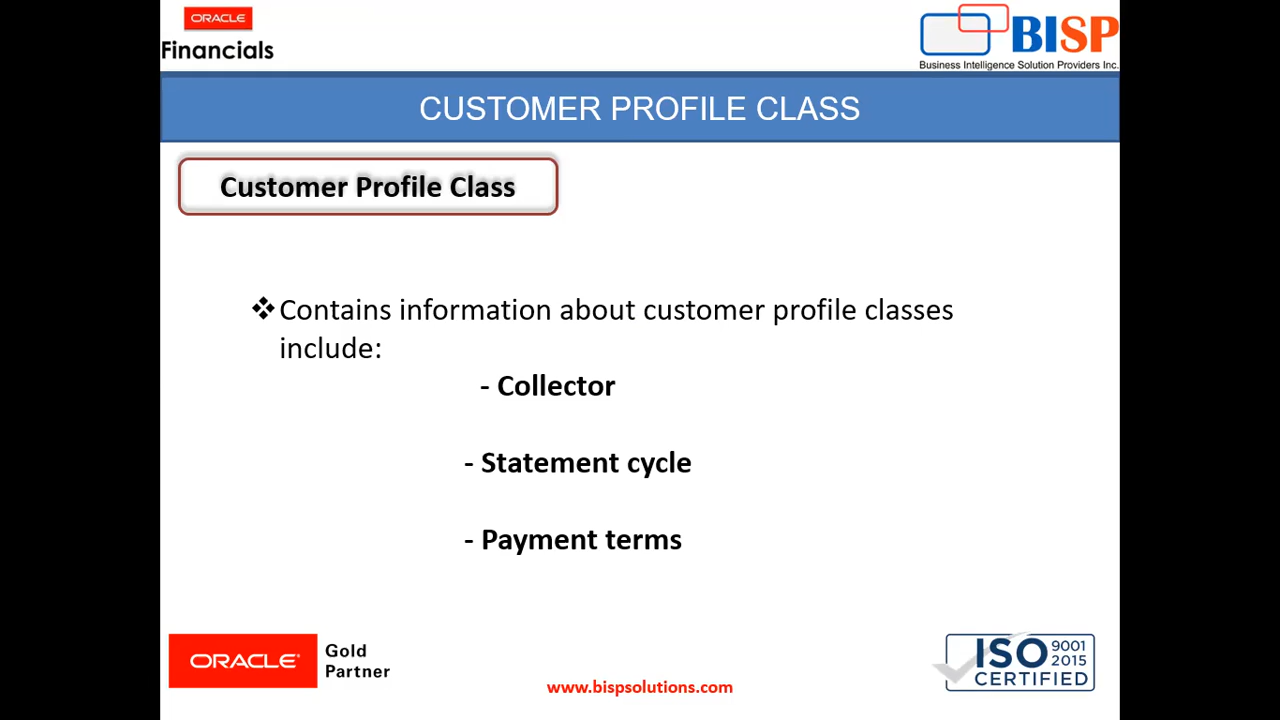 ORACLE
Financials
BISP
Business Intelligence Solution Providers Inc.
CUSTOMER PROFILE CLASS
Customer Profile Class
❖Contains information about customer profile classes
include:
- Collector
- Statement cycle
- Payment terms
ORACLE®
Gold
Partner
www.bispsolutions.com
ISO 9001
2015
CERTIFIED